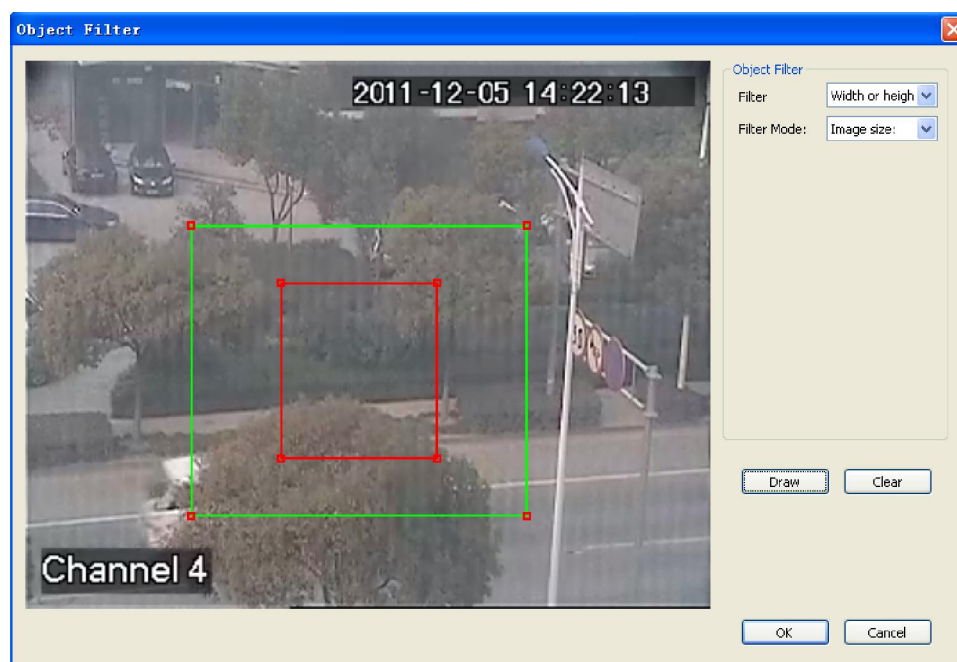 Object Filter
2011-12-05 14:22:13
Object Filter
Filter
Width or heigh
Filter Mode:
Image size:
Draw
Clear
Channel 4
OK
Cancel